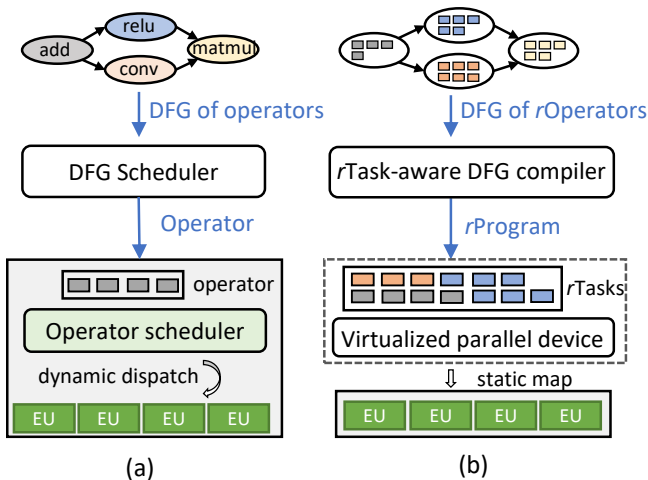 relu
add
matmul
conv
DFG of operators
DFG Scheduler
Operator
operator
Operator scheduler
dynamic dispatch
EU EU EU EU
(a)
DFG of rOperators
rTask-aware DFG compiler
rProgram
rTasks
Virtualized parallel device
static map
EU EU EU EU
(b)